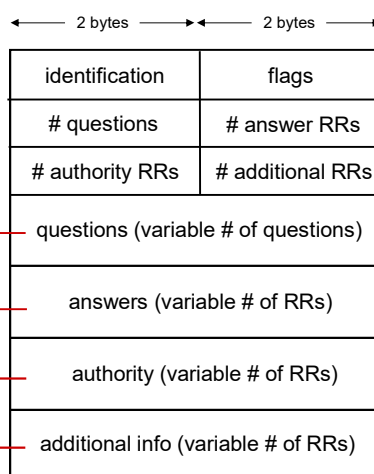 2 bytes 2 bytes
identification flags
# questions # answer RRs
# authority RRs # additional RRs
questions (variable # of questions)
answers (variable # of RRs)
authority (variable # of RRs)
additional info (variable # of RRs)